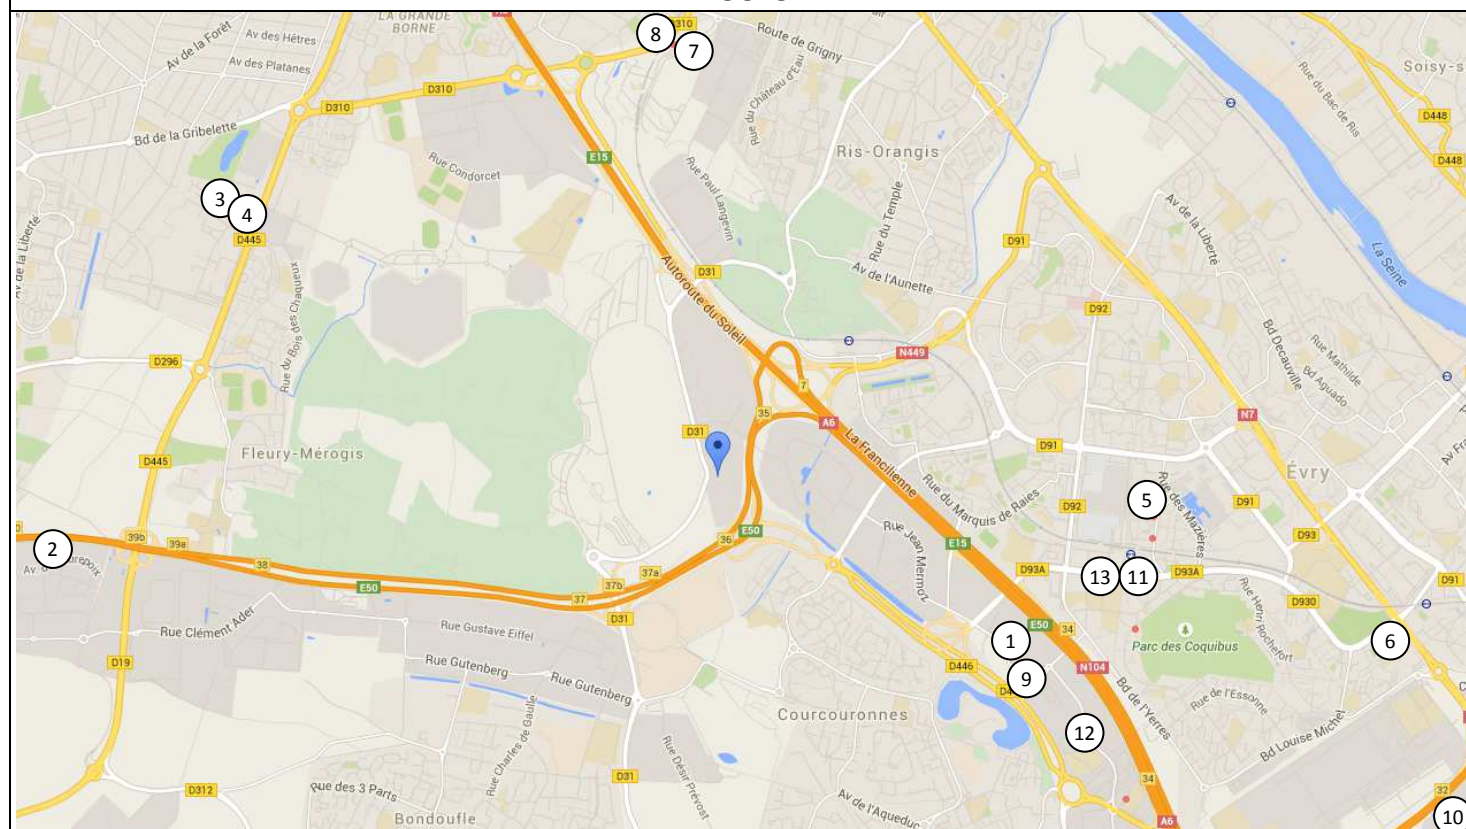 LA GRANDE
BORNE
8
D310
7
Route de Grigny
Av de la Forêt
Av des Hêtres
Av des Platanes
D310
D310
Bd de la Gribelette
Rue du Château d'Eau
Rue du Bac de Ris
Soisy-s
D448
D448
E15
Rue Condorcet
Rue Paul Langevin
Ris-Orangis
Rue du Temple
Av de la Liberté
3
4
D445
Av de la Liberté
D91
La Seine
Rue du Bois des Chaqueux
Autoroute du Soleil
D31
Av de l'Aunette
D92
N449
Bd Decauville
Rue Mathilde
Bd Aguado
D296
7
35
A6
D31
La Francilienne
D91
N7
Av Fra
Fleury-Mérogis
D445
Évry
Rue du Marquis de Raies
5
Rue des Mazières
D92
D91
2
39b
39a
38
E50
36
E50
E15
Rue Jean Mermoz
D93
37a
37b
37
D31
D93A
13
11
D93A
D91
D930
Rue Henri Rochefort
Rue Clément Ader
Rue Gustave Eiffel
1
E50
34
Parc des Coquibus
6
D19
Rue Gutenberg
Rue Gutenberg
D446
9
N104
Bd de l'Yerres
Rue de l'Essonne
Rue Charles de Gaulle
Courcouronnes
12
Bd Louise Michel
Rue Désir Prévost
D312
Rue des 3 Parts
D31
34
32
Bondoufle
Av de l'Aqueduc
A6
10